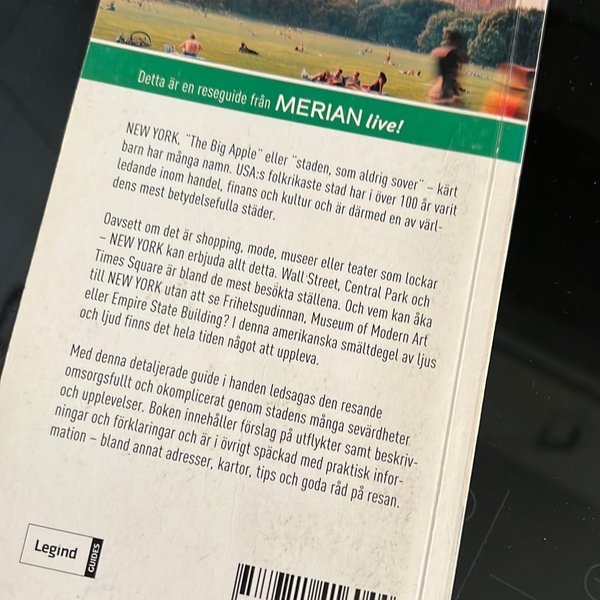 Detta är en reseguide från MERIAN live!
NEW YORK, "The Big Apple" eller "staden, som aldrig sover" – kärt
barn har många namn. USA:s folkrikaste stad har i över 100 år varit
ledande inom handel, finans och kultur och är därmed en av värl-
dens mest betydelsefulla städer.
Oavsett om det är shopping, mode, museer eller teater som lockar
– NEW YORK kan erbjuda allt detta. Wall Street, Central Park och
Times Square är bland de mest besökta ställena. Och vem kan åka
till NEW YORK utan att se Frihetsgudinnan, Museum of Modern Art
eller Empire State Building? I denna amerikanska smältdegel av ljus
och ljud finns det hela tiden något att uppleva.
Med denna detaljerade guide i handen ledsagas den resande
omsorgsfullt och okomplicerat genom stadens många sevärdheter
och upplevelser. Boken innehåller förslag på utflykter samt beskriv-
ningar och förklaringar och är i övrigt späckad med praktisk infor-
mation – bland annat adresser, kartor, tips och goda råd på resan.
Legind GUIDES